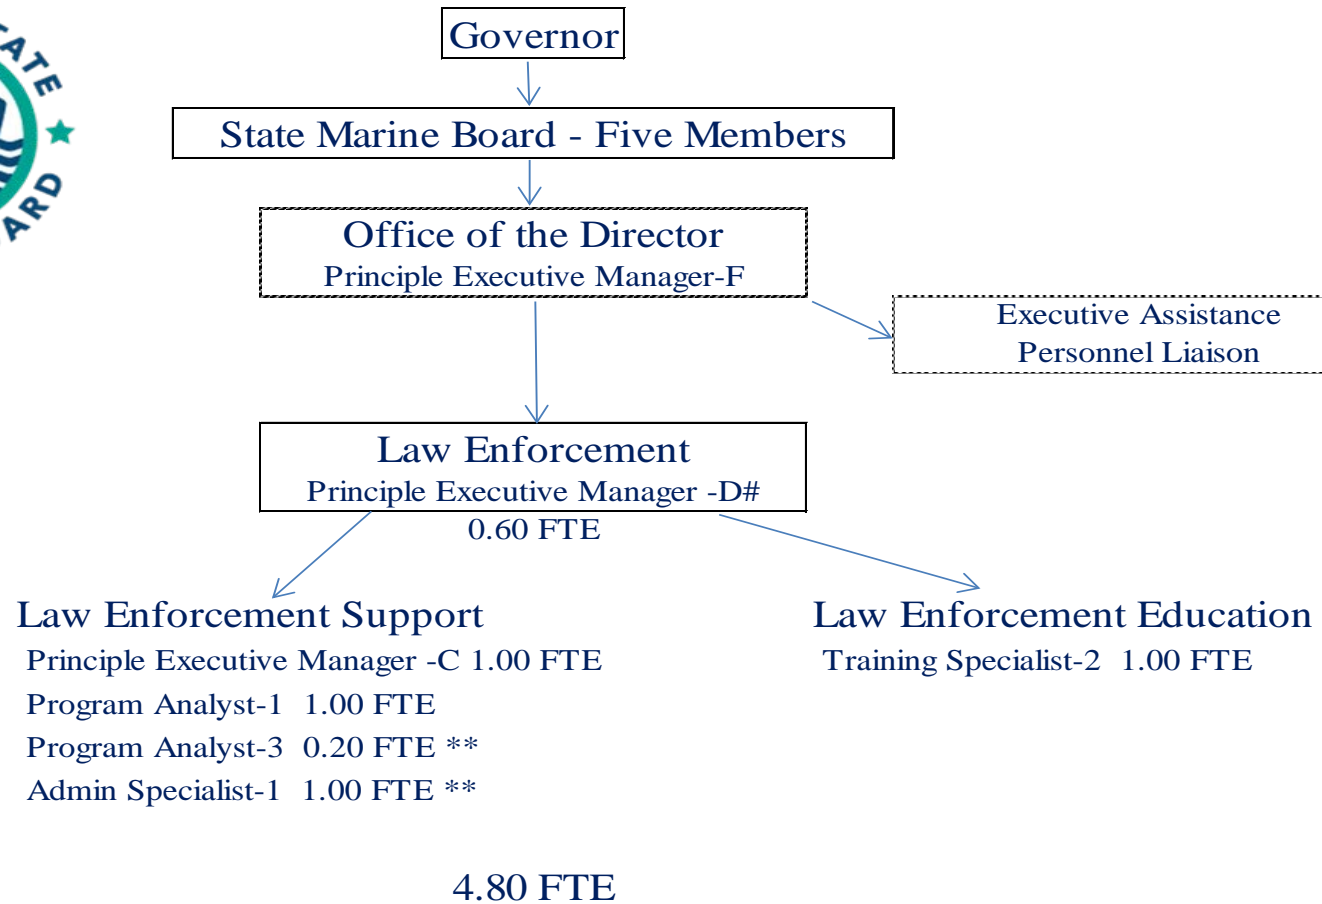 TATE
ARD
Governor
State Marine Board - Five Members
Office of the Director
Principle Executive Manager-F
Executive Assistance
Personnel Liaison
Law Enforcement
Principle Executive Manager -D#
0.60 FTE
Law Enforcement Support
Principle Executive Manager -C 1.00 FTE
Program Analyst-1 1.00 FTE
Program Analyst-3 0.20 FTE **
Admin Specialist-1 1.00 FTE **
Law Enforcement Education
Training Specialist-2 1.00 FTE
4.80 FTE